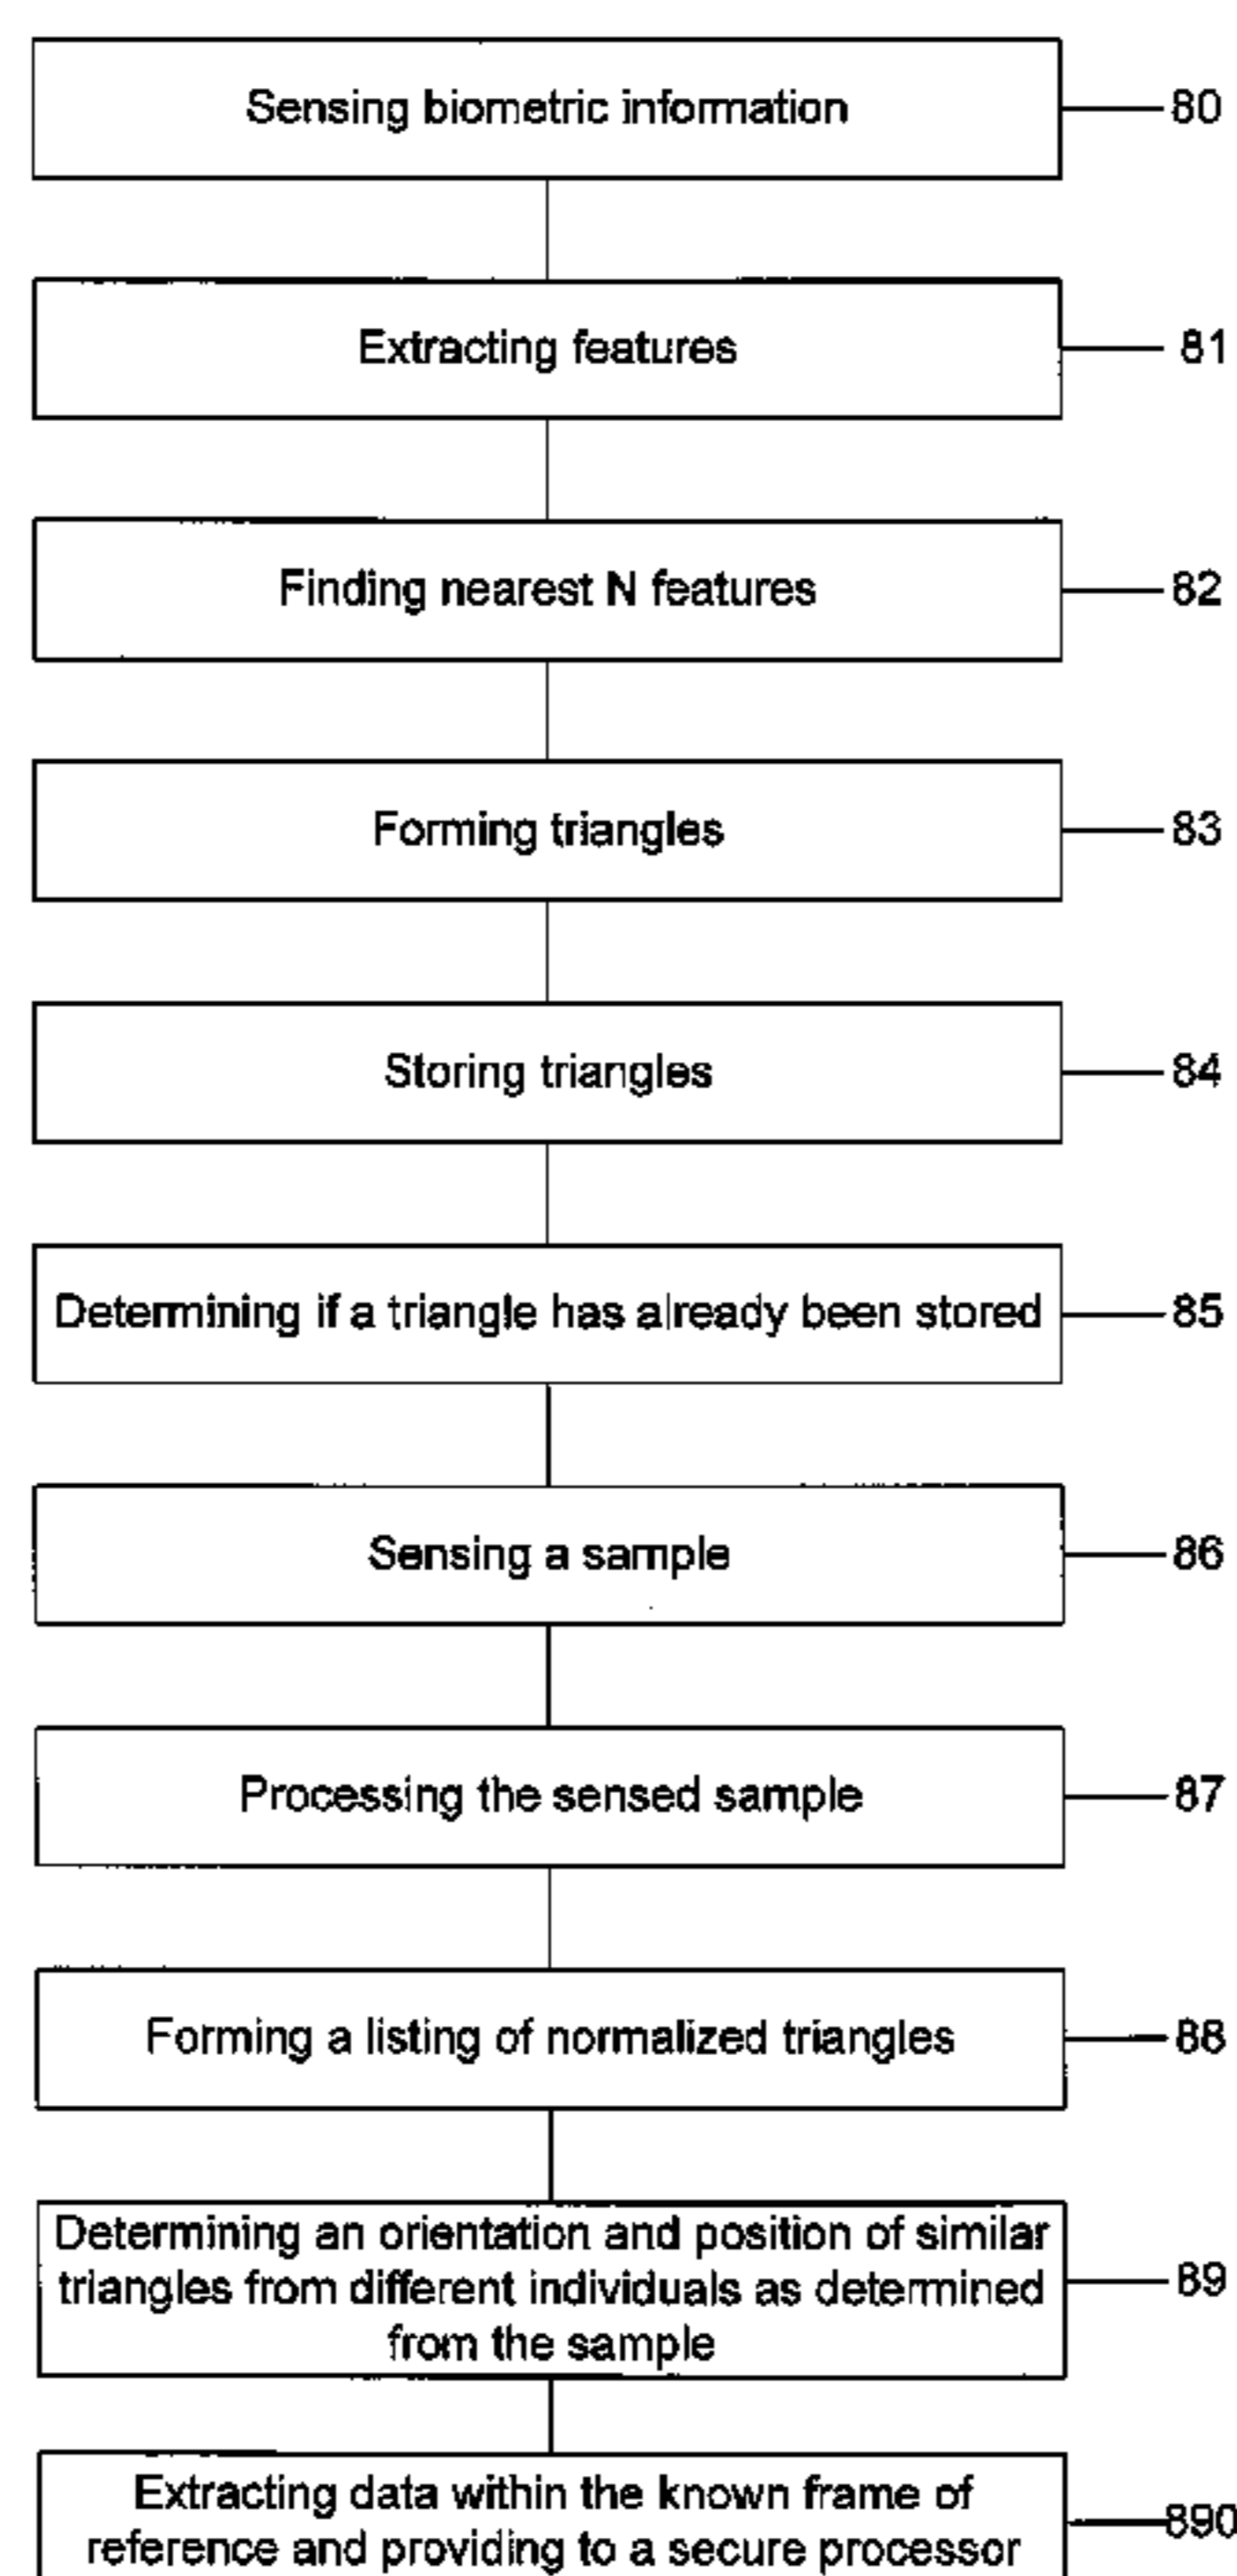 Sensing biometric information
80
Extracting features
81
Finding nearest N features
82
Forming triangles
83
Storing triangles
84
Determining if a triangle has already been stored
85
Sensing a sample
86
Processing the sensed sample
87
Forming a listing of normalized triangles
88
Determining an orientation and position of similar
triangles from different individuals as determined
from the sample
89
Extracting data within the known frame of
reference and providing to a secure processor
890